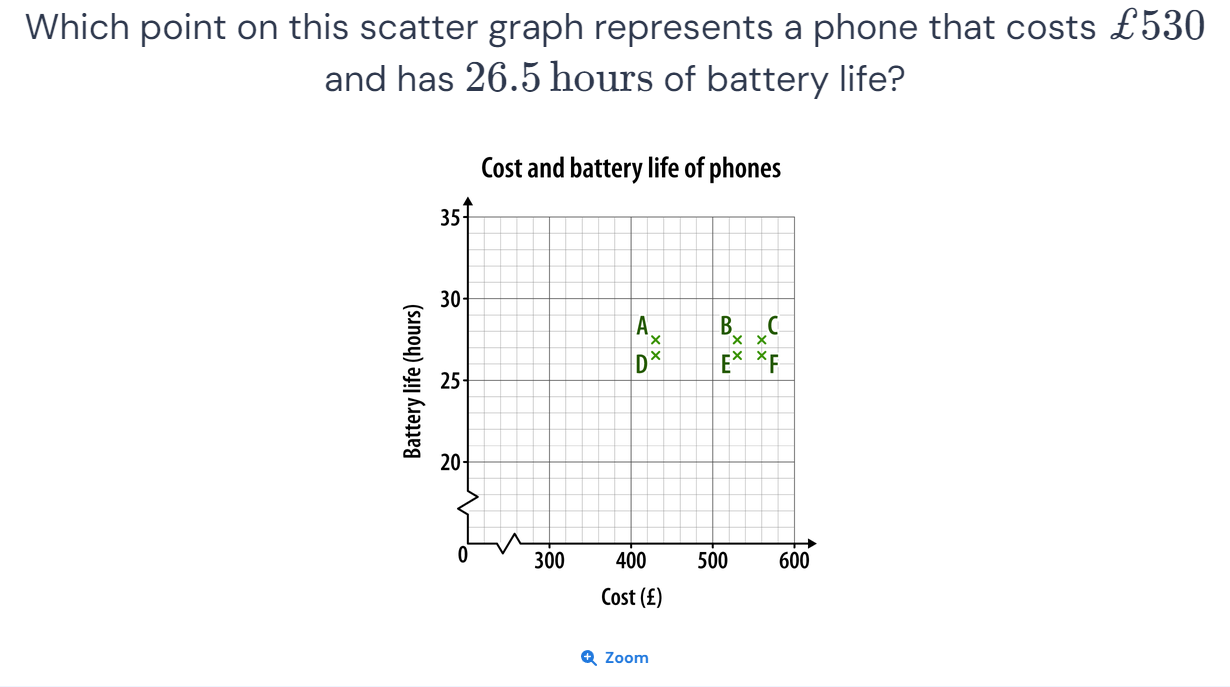 Which point on this scatter graph represents a phone that costs £530
and has 26.5 hours of battery life?
Cost and battery life of phones
35
30
A B C
D E F
25
Battery life (hours)
20
0 300 400 500 600
Cost (£)
Zoom